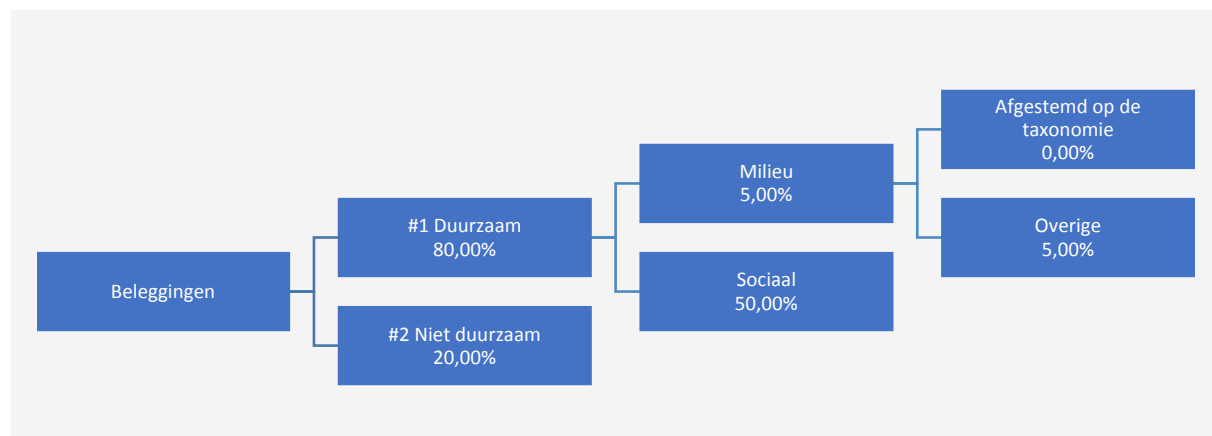 Beleggingen
#1 Duurzaam
80,00%
#2 Niet duurzaam
20,00%
Milieu
5,00%
Sociaal
50,00%
Afgestemd op de
taxonomie
0,00%
Overige
5,00%